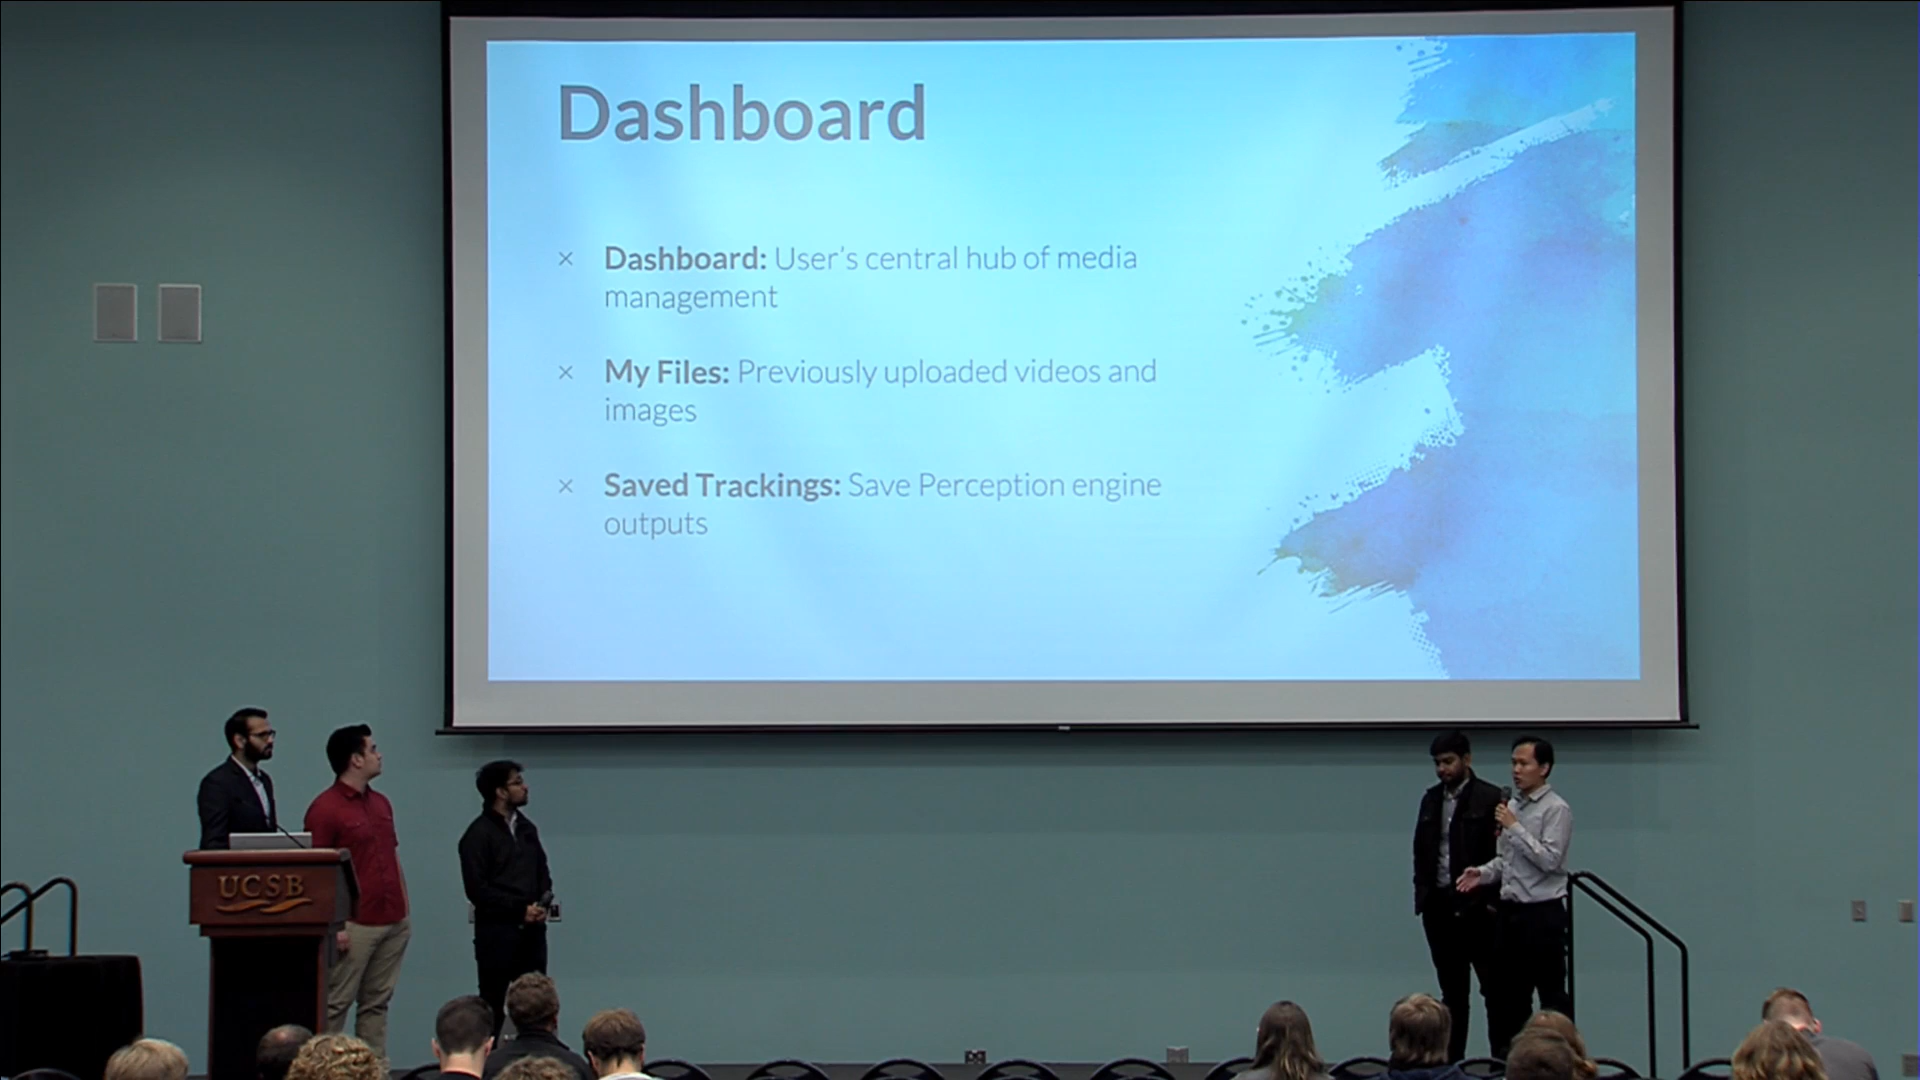 Dashboard
× Dashboard: User's central hub of media
management
× My Files: Previously uploaded videos and
images
× Saved Trackings: Save Perception engine
outputs
UCSB